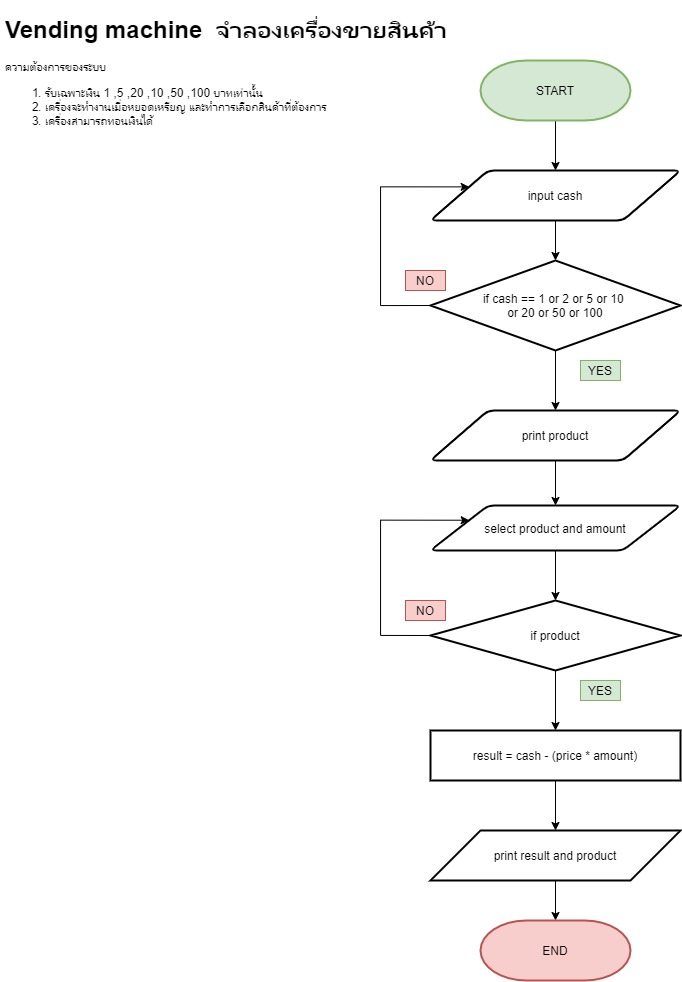 Vending machine จำลองเครื่องขายสินค้า
ความต้องการของระบบ
1. รับเฉพาะเงิน 1 ,5 ,20 ,10 ,50 ,100 บาทเท่านั้น
2. เครื่องจะทำงานเมื่อหยอดเหรียญ และทำการเลือกสินค้าที่ต้องการ
3. เครื่องสามารถทอนเงินได้
START
input cash
NO
if cash == 1 or 2 or 5 or 10
or 20 or 50 or 100
YES
print product
select product and amount
NO
if product
YES
result = cash - (price * amount)
print result and product
END